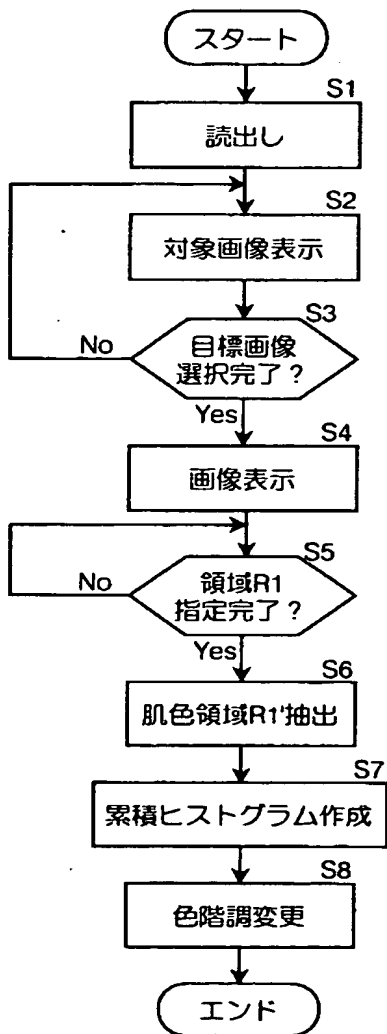 スタート
S1
読出し
S2
対象画像表示
S3
目標画像
選択完了？
No
Yes
S4
画像表示
S5
領域R1
指定完了？
No
Yes
S6
肌色領域R1'抽出
S7
累積ヒストグラム作成
S8
色階調変更
エンド